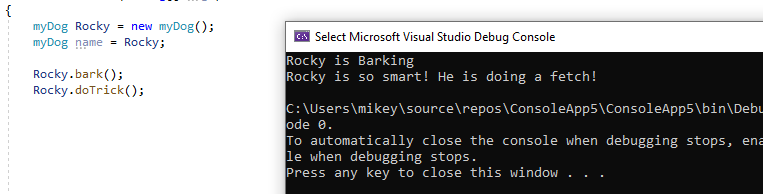 {
myDog Rocky = new myDog();
myDog name = Rocky;
Rocky.bark();
Rocky.doTrick();
Select Microsoft Visual Studio Debug Console
Rocky is Barking
Rocky is so smart! He is doing a fetch!
C:\Users\mikey\source\repos\ConsoleApp5\ConsoleApp5\bin\Debu
ode 0.
To automatically close the console when debugging stops, ena
le when debugging stops.
Press any key to close this window . . .